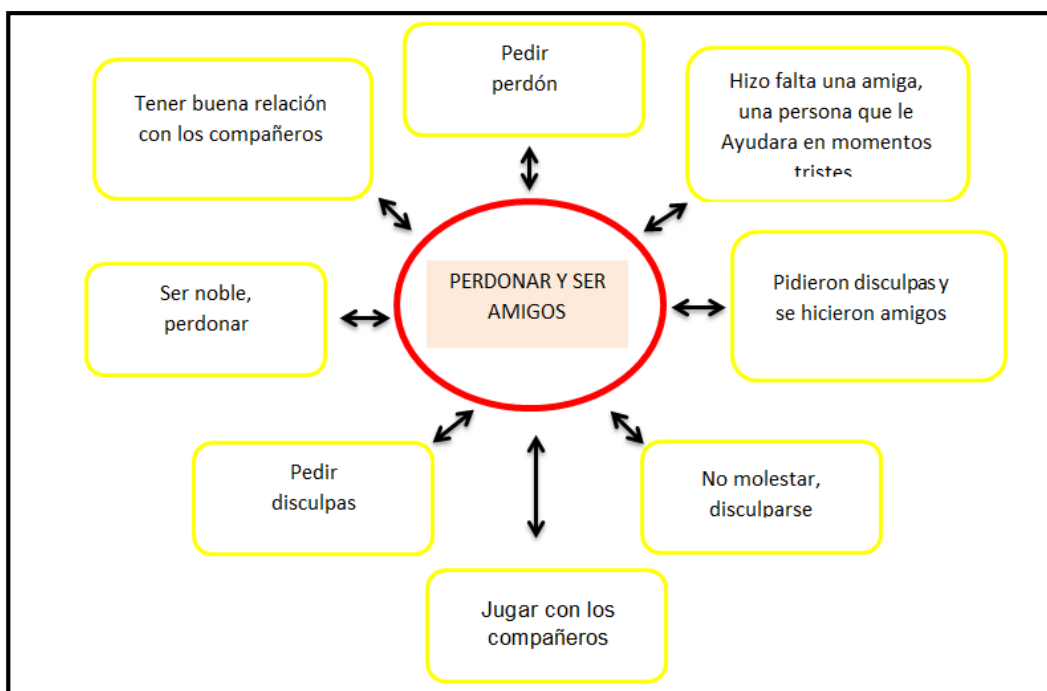 Pedir
perdón
Tener buena relación
con los compañeros
Hizo falta una amiga,
una persona que le
Ayudara en momentos
tristes
Ser noble,
perdonar
PERDONAR Y SER
AMIGOS
Pidieron disculpas y
se hicieron amigos
Pedir
disculpas
No molestar,
disculparse
Jugar con los
compañeros